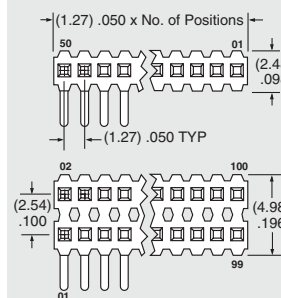 (1.27) .050 x No. of Positions
50 01
(1.27) .050 TYP
02 100
(2.54)
.100
01 99